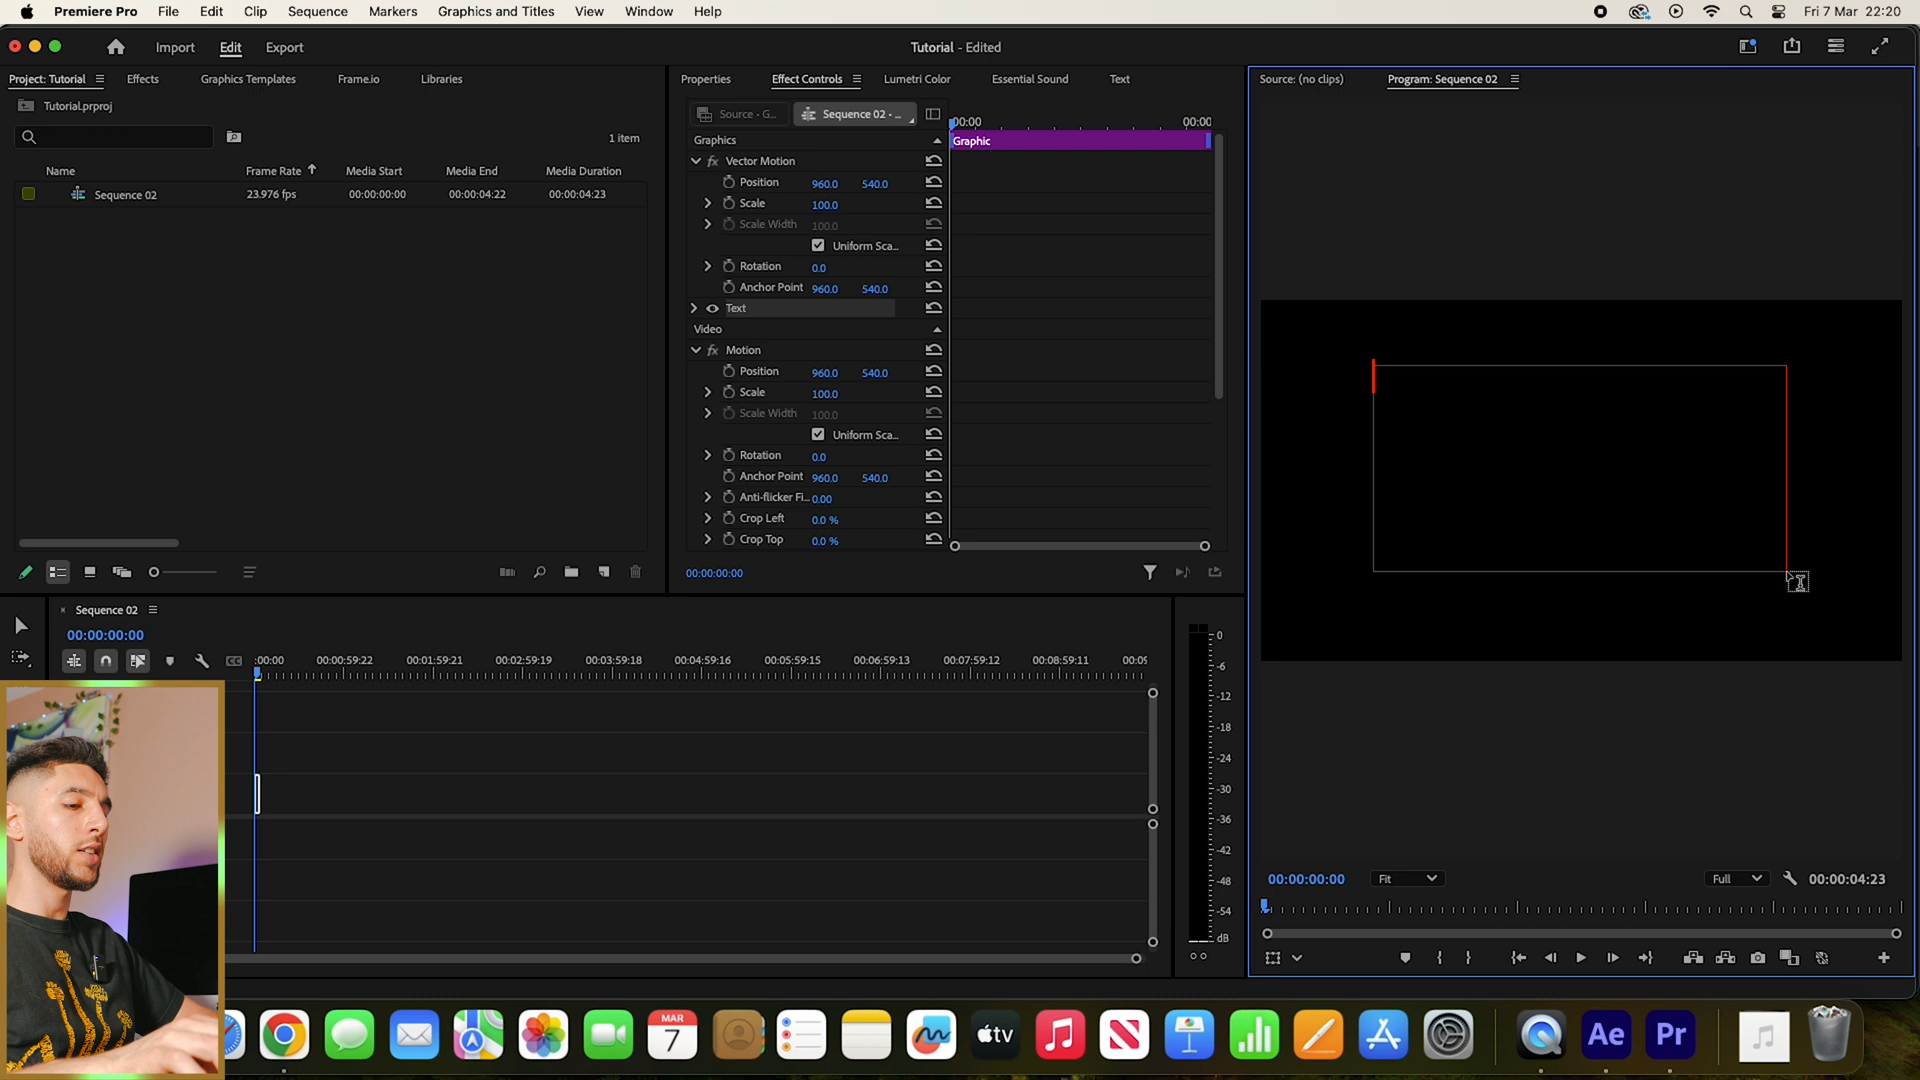 Premiere Pro File Edit Clip Sequence Markers Graphics and Titles View Window Help Fri 7 Mar 22:20
Import Edit Export Tutorial - Edited
Project: Tutorial Effects Graphics Templates Frame.io Libraries
Tutorial.prproj
1 item
Name Frame Rate Media Start Media End Media Duration
Sequence 02 23.976 fps 00:00:00:00 00:00:04:22 00:00:04:23
Properties Effect Controls Lumetri Color Essential Sound Text
Source · G... Sequence 02 · ...
:00:00 00:00
Graphics Graphic
fx Vector Motion
Position 960.0 540.0
Scale 100.0
Scale Width 100.0
Uniform Sca...
Rotation 0.0
Anchor Point 960.0 540.0
Text
Video
fx Motion
Position 960.0 540.0
Scale 100.0
Scale Width 100.0
Uniform Sca...
Rotation 0.0
Anchor Point 960.0 540.0
Anti-flicker Fi... 0.00
Crop Left 0.0 %
Crop Top 0.0 %
00:00:00:00
Source: (no clips) Program: Sequence 02
00:00:00:00 Fit Full 00:00:04:23
Sequence 02
00:00:00:00
CC
:00:00 00:00:59:22 00:01:59:21 00:02:59:19 00:03:59:18 00:04:59:16 00:05:59:15 00:06:59:13 00:07:59:12 00:08:59:11 00:09
0
-6
-12
-18
-24
-30
-36
-42
-48
-54
dB
MAR
7
tv
Ae
Pr